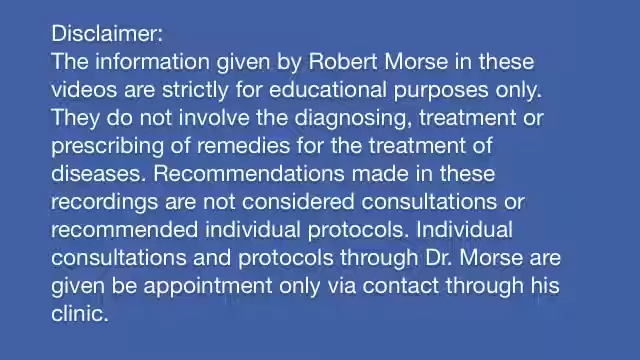 Disclaimer:
The information given by Robert Morse in these
videos are strictly for educational purposes only.
They do not involve the diagnosing, treatment or
prescribing of remedies for the treatment of
diseases. Recommendations made in these
recordings are not considered consultations or
recommended individual protocols. Individual
consultations and protocols through Dr. Morse are
given be appointment only via contact through his
clinic.